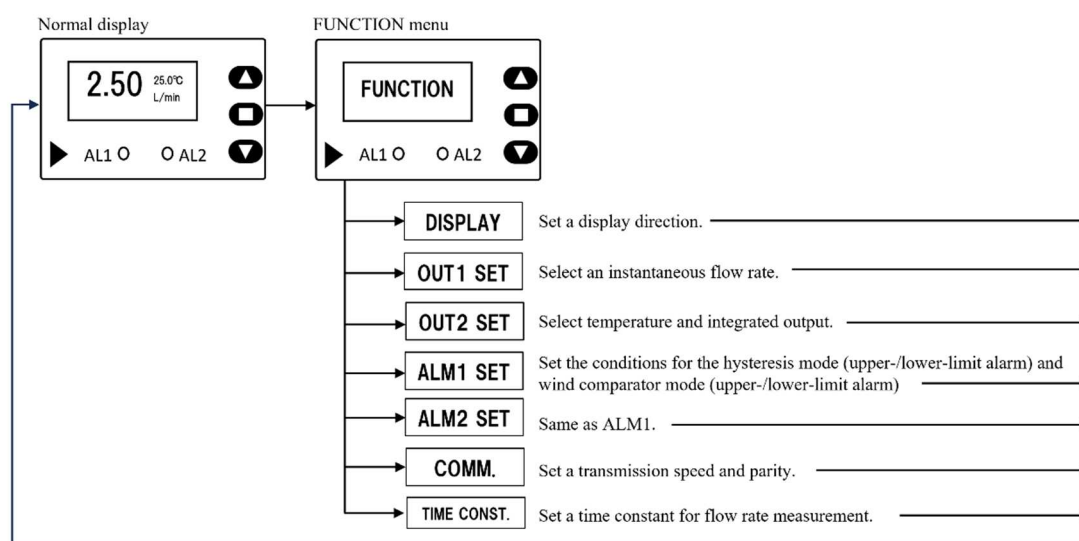 Normal display
FUNCTION menu
2.50 25.0℃
L/min
AL1 AL2
FUNCTION
AL1 AL2
DISPLAY Set a display direction.
OUT1 SET Select an instantaneous flow rate.
OUT2 SET Select temperature and integrated output.
ALM1 SET Set the conditions for the hysteresis mode (upper-/lower-limit alarm) and
wind comparator mode (upper-/lower-limit alarm)
ALM2 SET Same as ALM1.
COMM. Set a transmission speed and parity.
TIME CONST. Set a time constant for flow rate measurement.